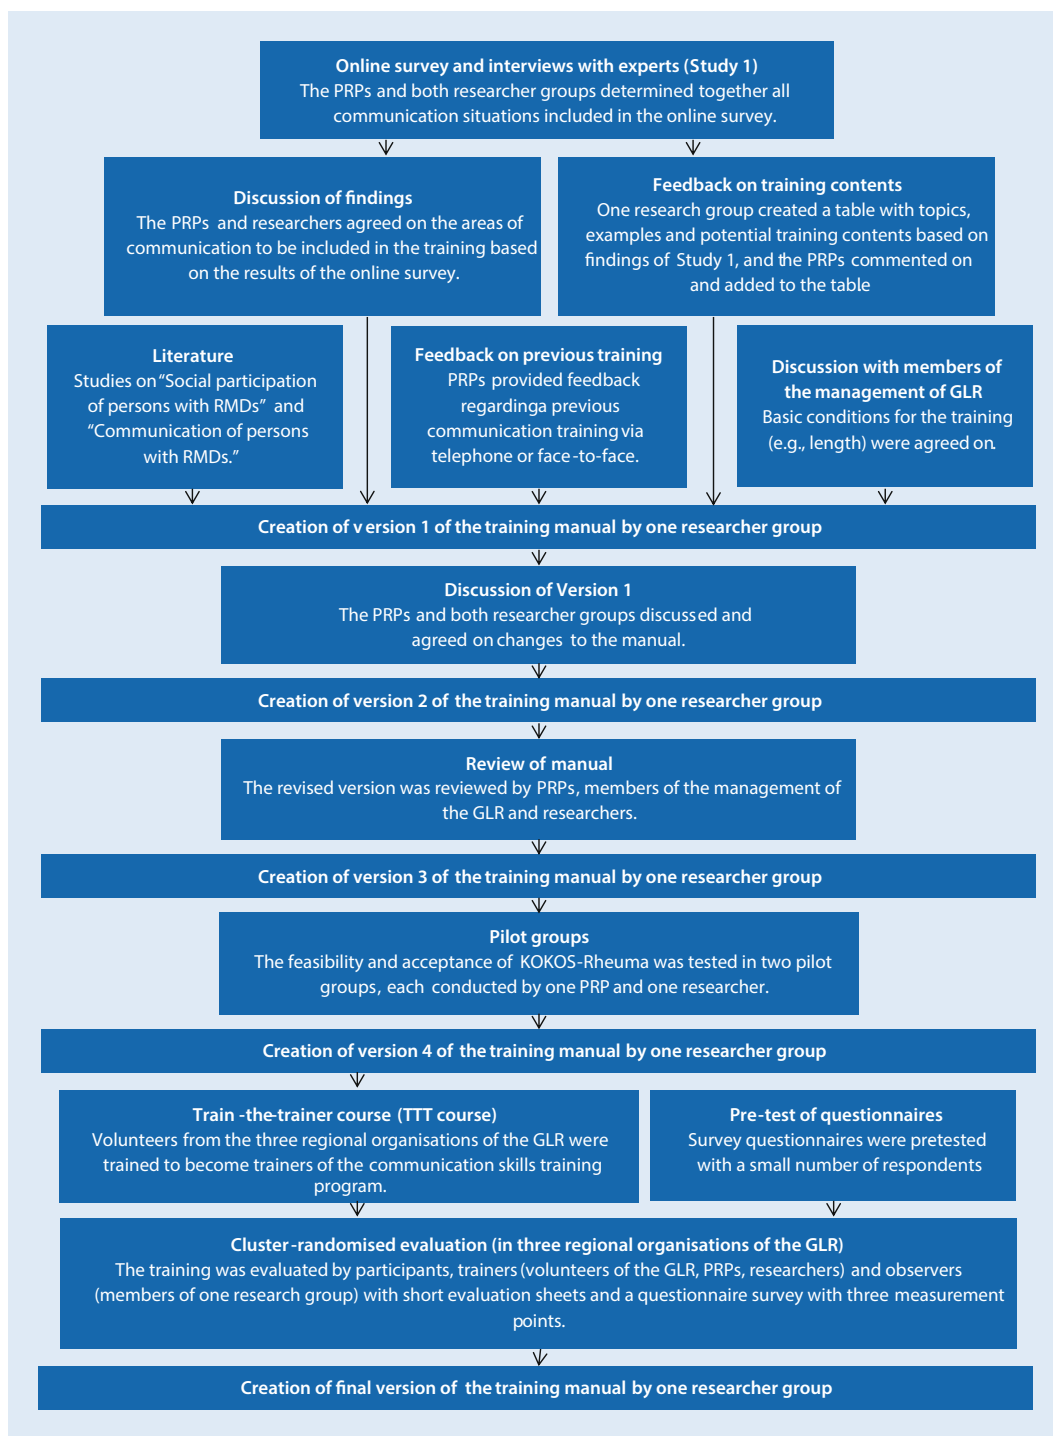 Online survey and interviews with experts (Study 1)
The PRPs and both researcher groups determined together all
communication situations included in the online survey.
Discussion of findings
The PRPs and researchers agreed on the areas of
communication to be included in the training based
on the results of the online survey.
Feedback on training contents
One research group created a table with topics,
examples and potential training contents based on
findings of Study 1, and the PRPs commented on
and added to the table
Literature
Studies on "Social participation
of persons with RMDs" and
"Communication of persons
with RMDs."
Feedback on previous training
PRPs provided feedback
regardinga previous
communication training via
telephone or face-to-face.
Discussion with members of
the management of GLR
Basic conditions for the training
(e.g., length) were agreed on.
Creation of version 1 of the training manual by one researcher group
Discussion of Version 1
The PRPs and both researcher groups discussed and
agreed on changes to the manual.
Creation of version 2 of the training manual by one researcher group
Review of manual
The revised version was reviewed by PRPs, members of the management of
the GLR and researchers.
Creation of version 3 of the training manual by one researcher group
Pilot groups
The feasibility and acceptance of KOKOS-Rheuma was tested in two pilot
groups, each conducted by one PRP and one researcher.
Creation of version 4 of the training manual by one researcher group
Train -the-trainer course (TTT course)
Volunteers from the three regional organisations of the GLR were
trained to become trainers of the communication skills training
program.
Pre-test of questionnaires
Survey questionnaires were pretested
with a small number of respondents
Cluster-randomised evaluation (in three regional organisations of the GLR)
The training was evaluated by participants, trainers (volunteers of the GLR, PRPs, researchers) and observers
(members of one research group) with short evaluation sheets and a questionnaire survey with three measurement
points.
Creation of final version of the training manual by one researcher group